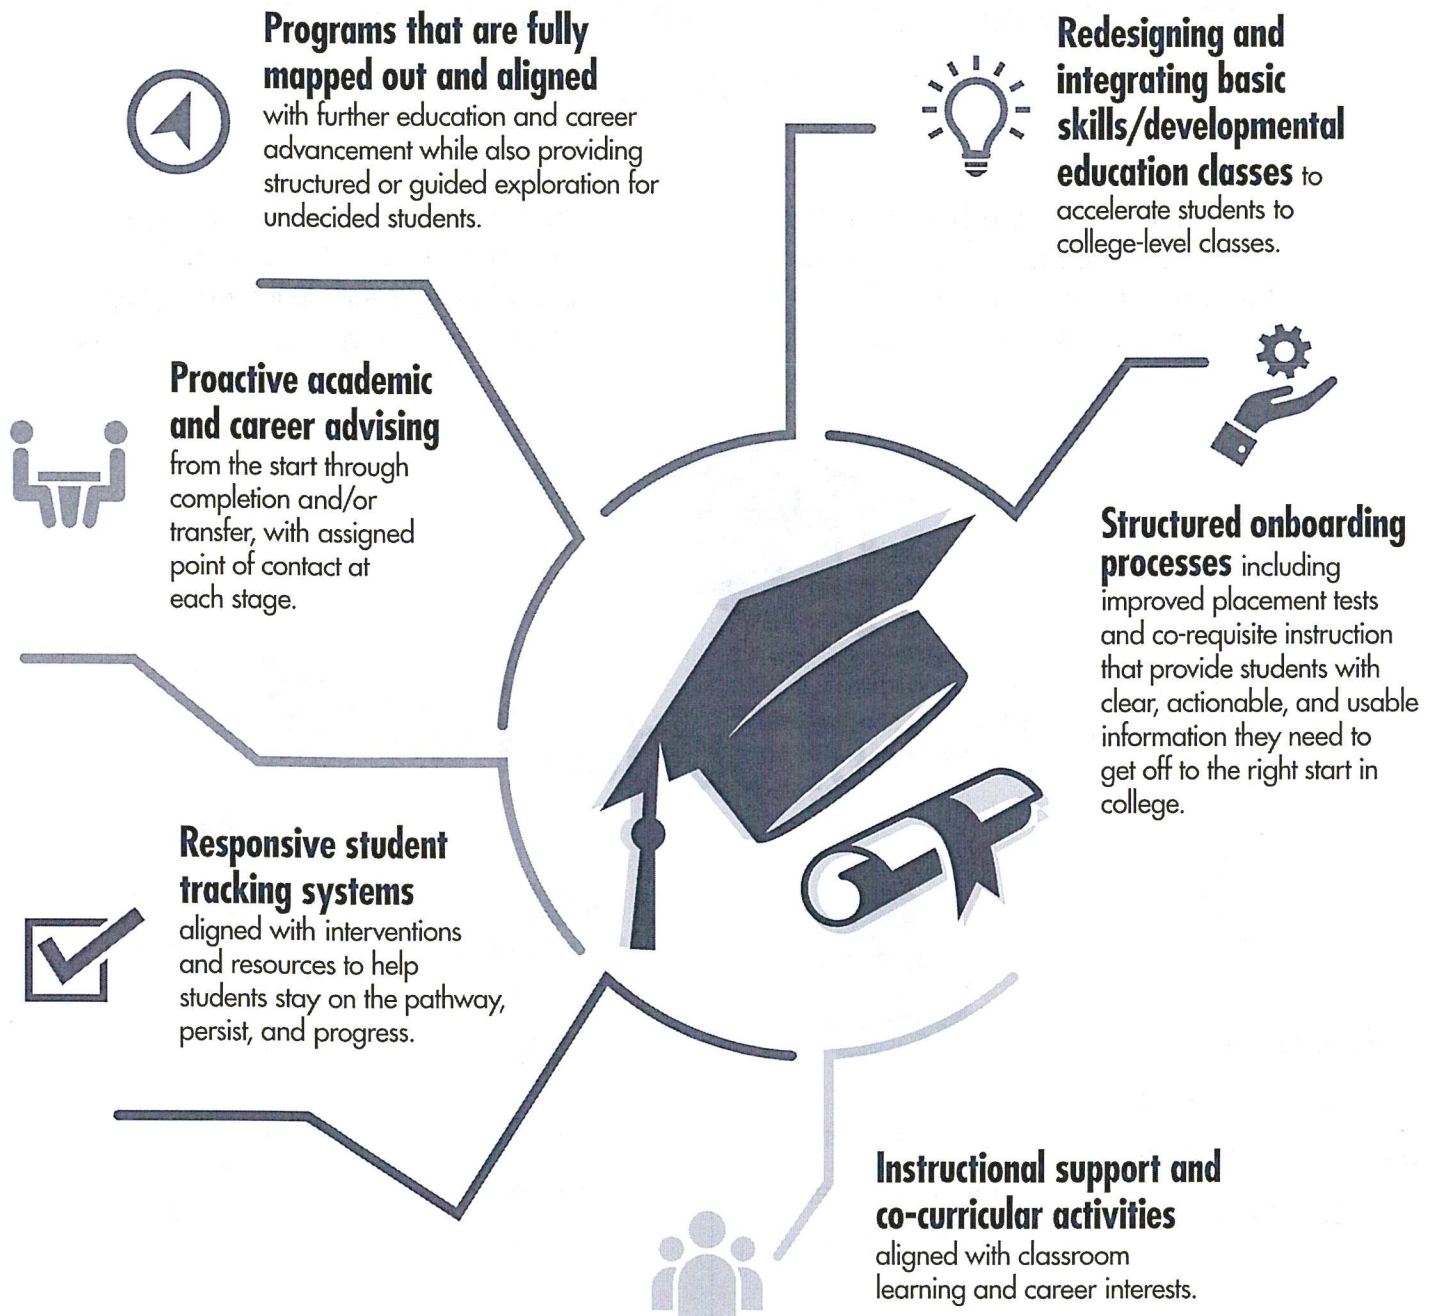 Programs that are fully
mapped out and aligned
with further education and career
advancement while also providing
structured or guided exploration for
undecided students.
Redesigning and
integrating basic
skills/developmental
education classes to
accelerate students to
college-level classes.
Proactive academic
and career advising
from the start through
completion and/or
transfer, with assigned
point of contact at
each stage.
Structured onboarding
processes including
improved placement tests
and co-requisite instruction
that provide students with
clear, actionable, and usable
information they need to
get off to the right start in
college.
Responsive student
tracking systems
aligned with interventions
and resources to help
students stay on the pathway,
persist, and progress.
Instructional support and
co-curricular activities
aligned with classroom
learning and career interests.